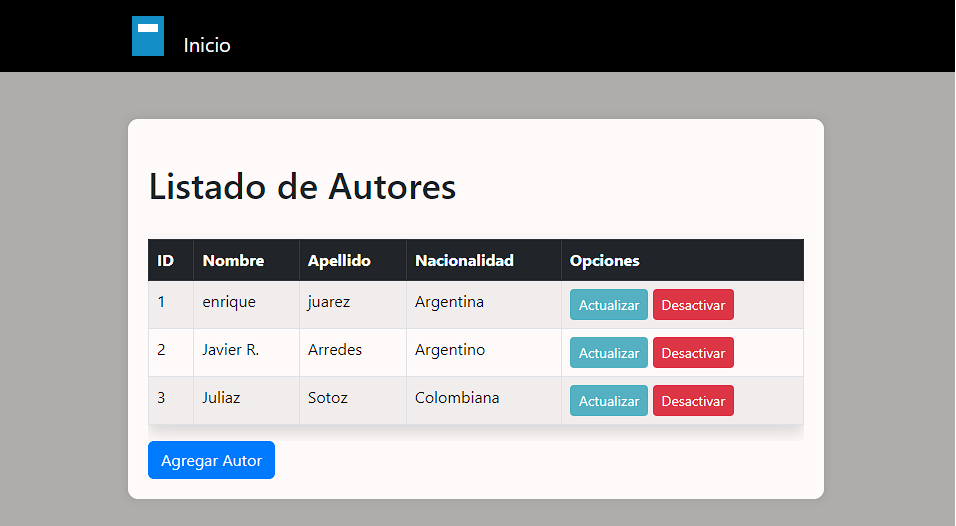 Inicio
Listado de Autores
ID Nombre Apellido Nacionalidad Opciones
1 enrique juarez Argentina Actualizar Desactivar
2 Javier R. Arredes Argentino Actualizar Desactivar
3 Juliaz Sotoz Colombiana Actualizar Desactivar
Agregar Autor